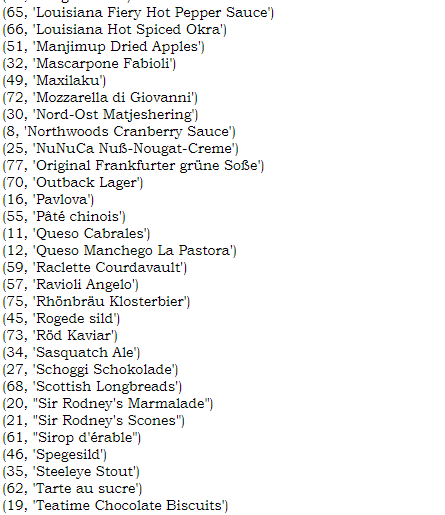 (65, 'Louisiana Fiery Hot Pepper Sauce')
(66, 'Louisiana Hot Spiced Okra')
(51, 'Manjimup Dried Apples')
(32, 'Mascarpone Fabioli')
(49, 'Maxilaku')
(72, 'Mozzarella di Giovanni')
(30, 'Nord-Ost Matjeshering')
(8, 'Northwoods Cranberry Sauce')
(25, 'NuNuCa Nuß-Nougat-Creme')
(77, 'Original Frankfurter grüne Soße')
(70, 'Outback Lager')
(16, 'Pavlova')
(55, 'Pâté chinois')
(11, 'Queso Cabrales')
(12, 'Queso Manchego La Pastora')
(59, 'Raclette Courdavault')
(57, 'Ravioli Angelo')
(75, 'Rhönbräu Klosterbier')
(45, 'Rogede sild')
(73, 'Röd Kaviar')
(34, 'Sasquatch Ale')
(27, 'Schoggi Schokolade')
(68, 'Scottish Longbreads')
(20, "Sir Rodney's Marmalade")
(21, "Sir Rodney's Scones")
(61, "Sirop d'érable")
(46, 'Spegesild')
(35, 'Steeleye Stout')
(62, 'Tarte au sucre')
(19, 'Teatime Chocolate Biscuits')